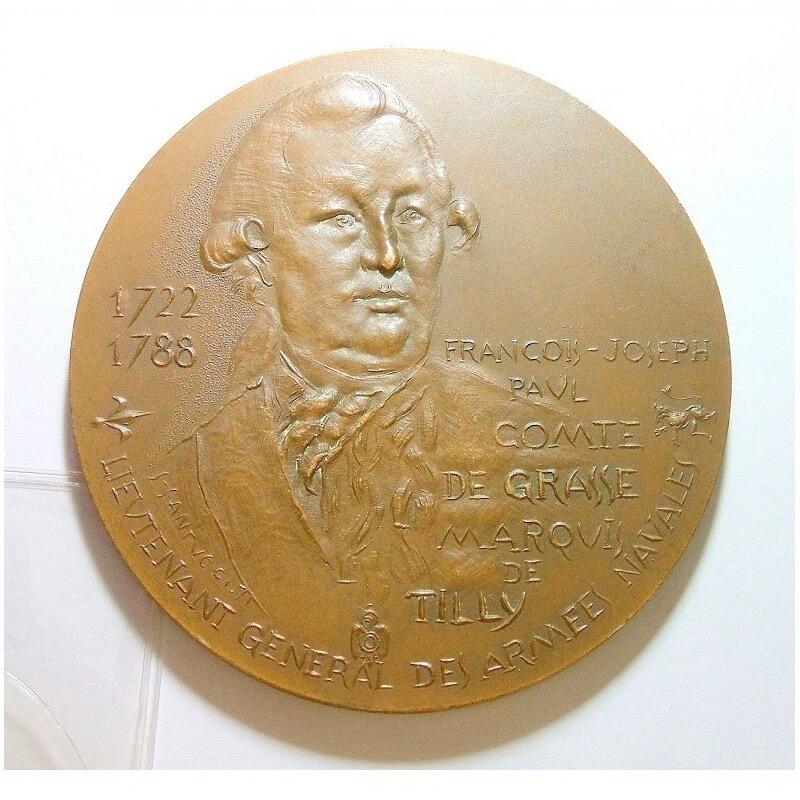 1722
1788
FRANCOIS-JOSEPH
PAUL
COMTE
DE GRASSE
MARQUIS
DE
TILLY
LIEUTENANT GENERAL DES ARMEES NAVALES